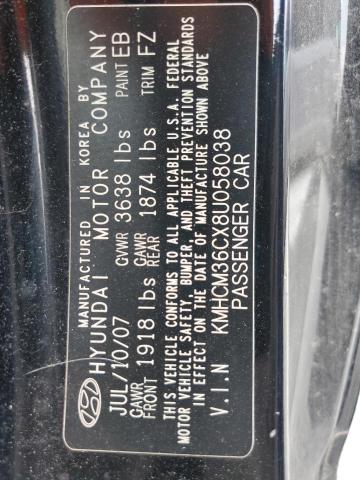 MANUFACTURED IN KOREA BY
HYUNDAI MOTOR COMPANY
JUL/10/07 GVWR 3638 lbs PAINT EB
GAWR FRONT 1918 lbs GAWR REAR 1874 lbs TRIM FZ
THIS VEHICLE CONFORMS TO ALL APPLICABLE U.S.A. FEDERAL
MOTOR VEHICLE SAFETY, BUMPER, AND THEFT PREVENTION STANDARDS
IN EFFECT ON THE DATE OF MANUFACTURE SHOWN ABOVE
V.I.N KMHCM36CX8U058038
PASSENGER CAR